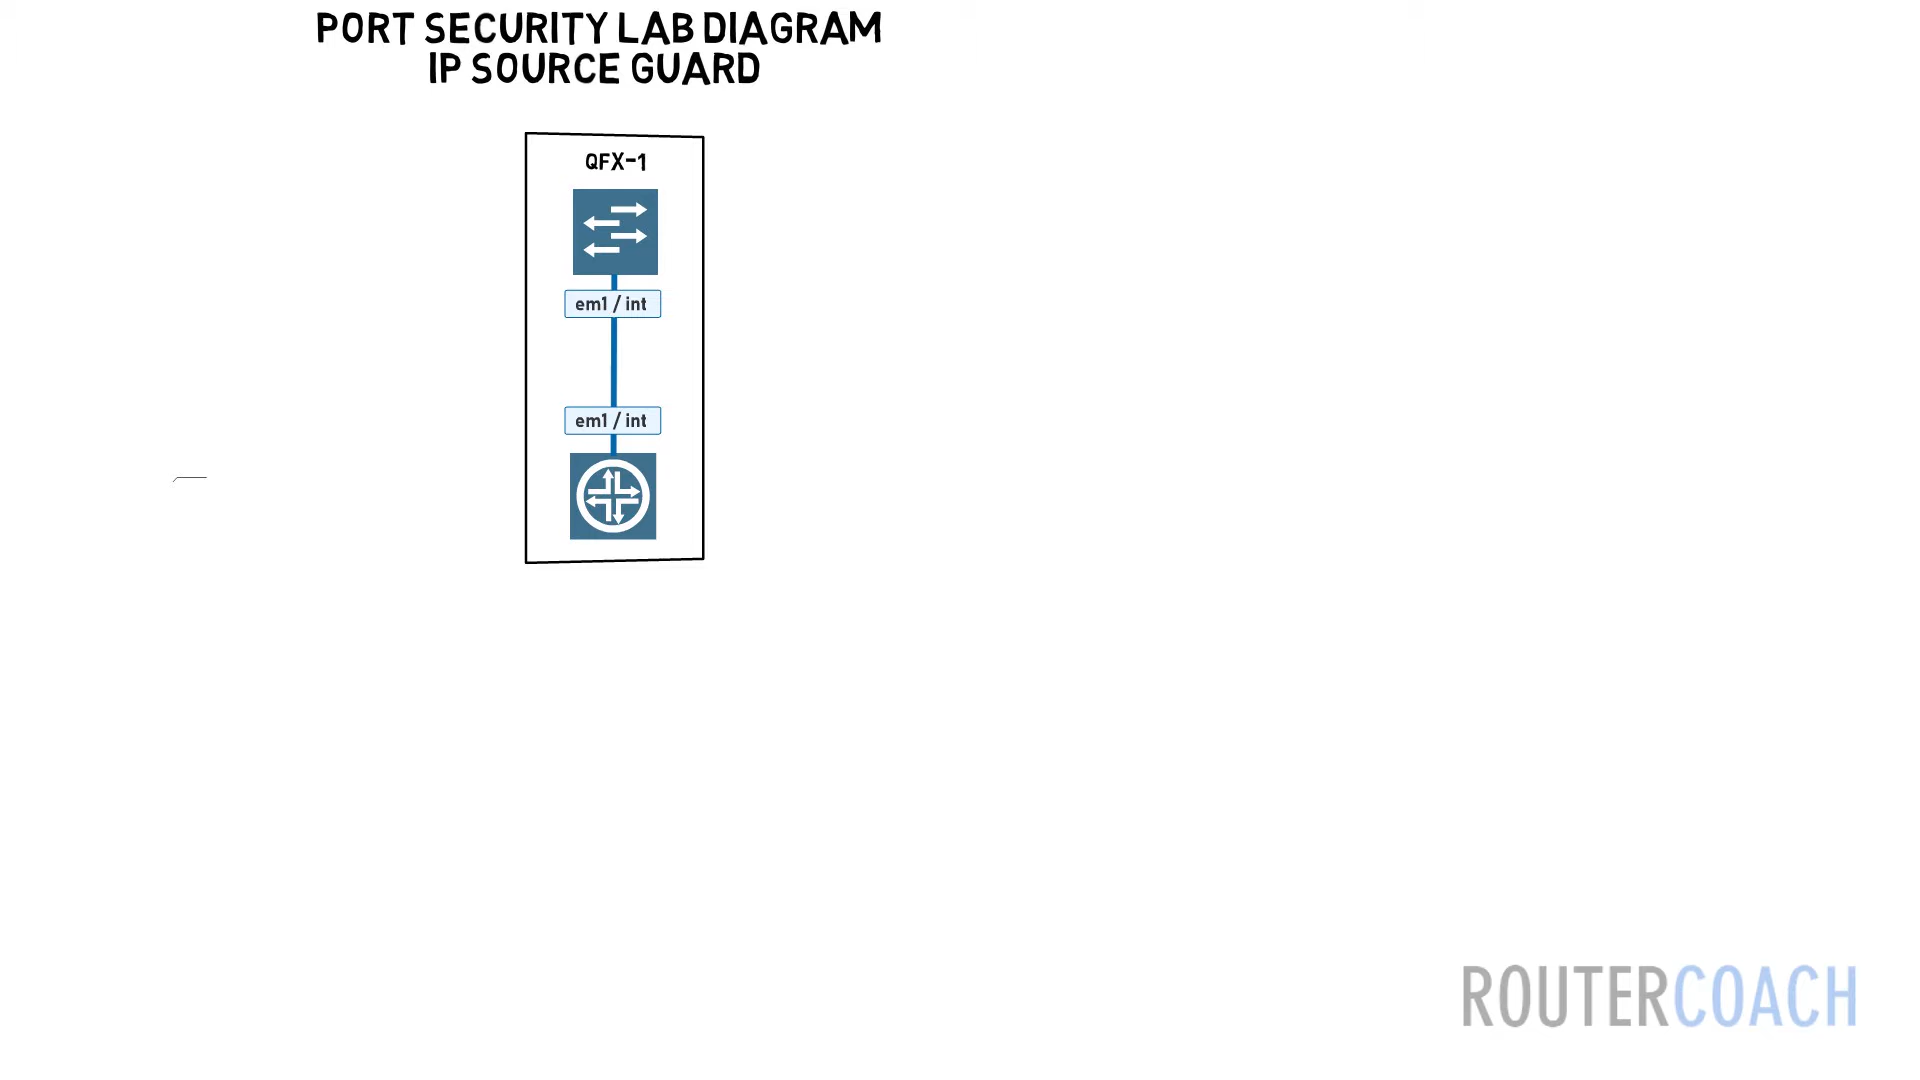 PORT SECURITY LAB DIAGRAM
IP SOURCE GUARD
QFX-1
em1 / int
em1 / int
ROUTERCOACH